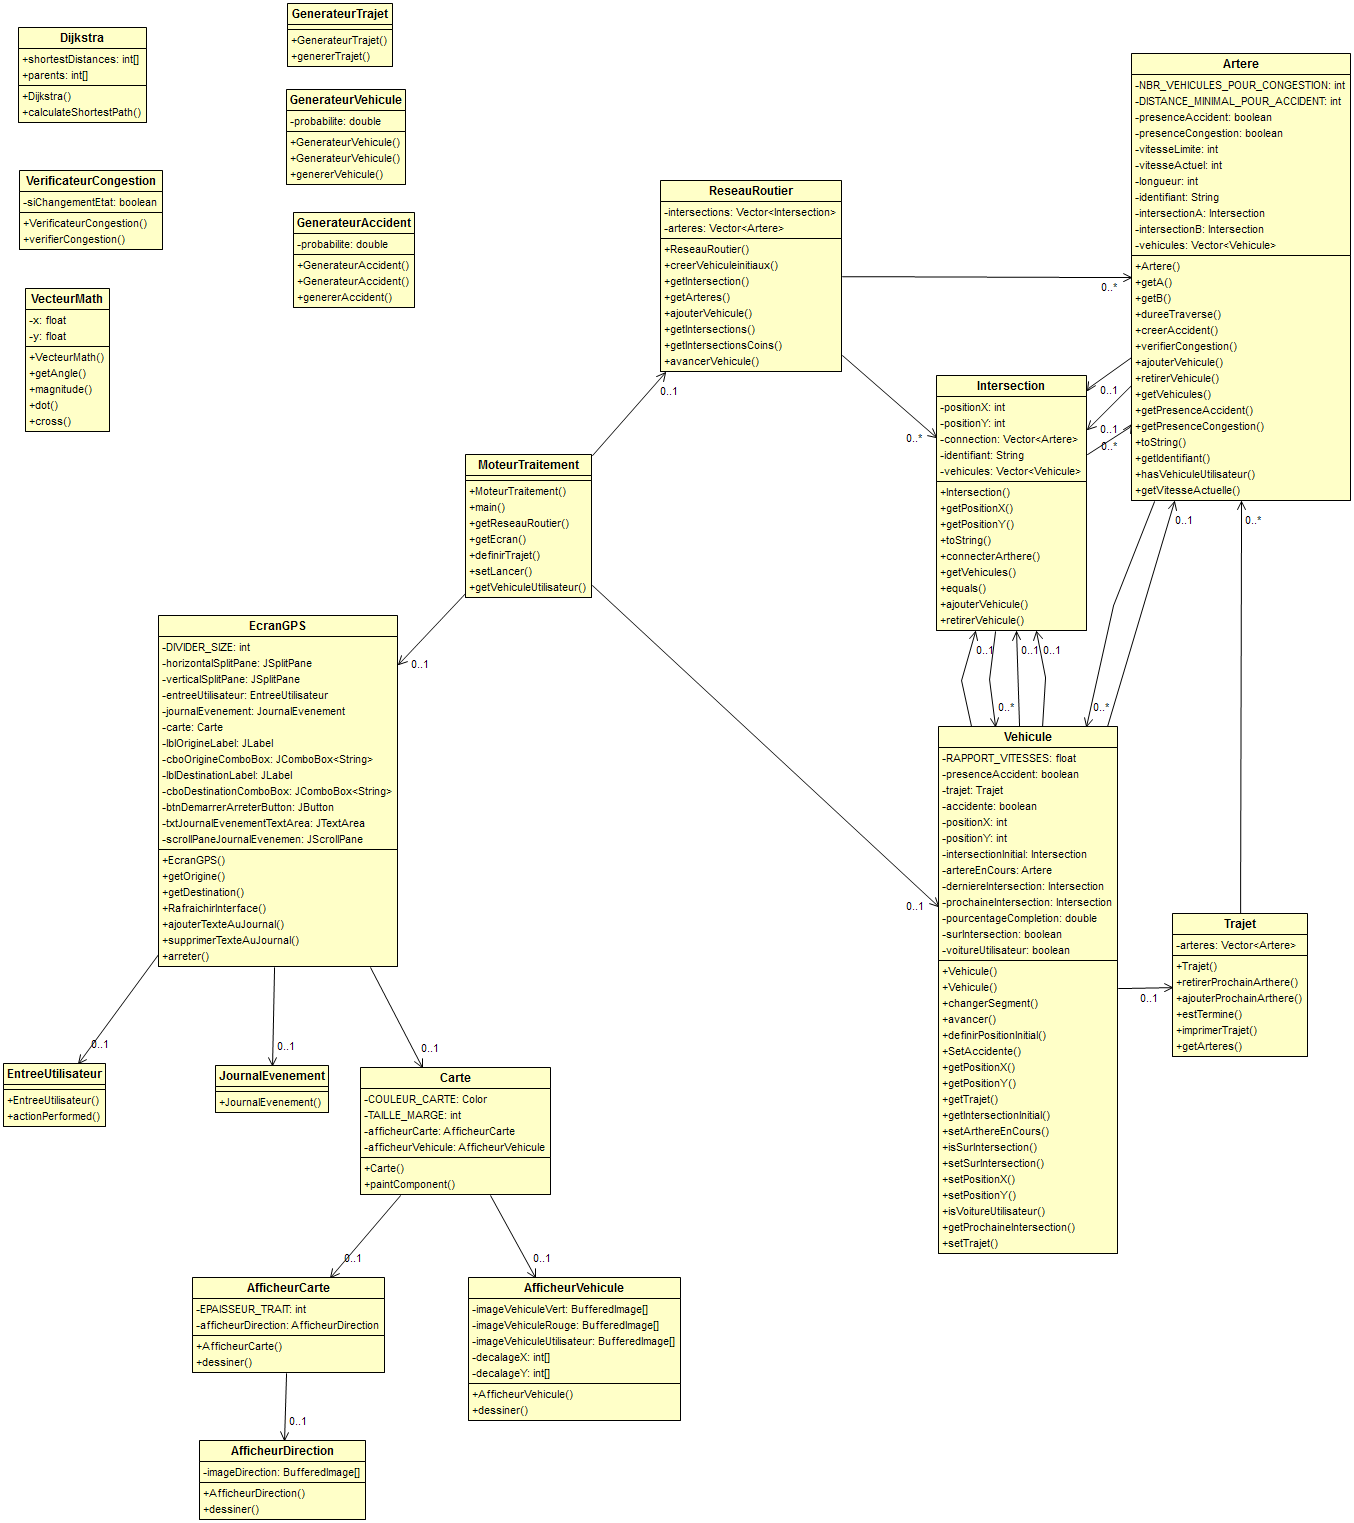 Dijkstra
+shortestDistances: int[]
+parents: int[]
+Dijkstra()
+calculateShortestPath()
VerificateurCongestion
-siChangementEtat: boolean
+VerificateurCongestion()
+verifierCongestion()
VecteurMath
-x: float
-y: float
+VecteurMath()
+getAngle()
+magnitude()
+dot()
+cross()
GenerateurTrajet
+GenerateurTrajet()
+genererTrajet()
GenerateurVehicule
-probabilite: double
+GenerateurVehicule()
+GenerateurVehicule()
+genererVehicule()
GenerateurAccident
-probabilite: double
+GenerateurAccident()
+GenerateurAccident()
+genererAccident()
ReseauRoutier
-intersections: Vector<Intersection>
-arteres: Vector<Artere>
+ReseauRoutier()
+creerVehiculeinitiaux()
+getIntersection()
+getArteres()
+ajouterVehicule()
+getIntersections()
+getIntersectionsCoins()
+avancerVehicule()
0..1
0..*
0..*
Artere
-NBR_VEHICULES_POUR_CONGESTION: int
-DISTANCE_MINIMAL_POUR_ACCIDENT: int
-presenceAccident: boolean
-presenceCongestion: boolean
-vitesseLimite: int
-vitesseActuel: int
-longueur: int
-identifiant: String
-intersectionA: Intersection
-intersectionB: Intersection
-vehicules: Vector<Vehicule>
+Artere()
+getA()
+getB()
+dureeTraverse()
+creerAccident()
+verifierCongestion()
+ajouterVehicule()
+retirerVehicule()
+getVehicules()
+getPresenceAccident()
+getPresenceCongestion()
+toString()
+getIdentifiant()
+hasVehiculeUtilisateur()
+getVitesseActuelle()
0..1
0..1
0..*
0..1
0..*
Intersection
-positionX: int
-positionY: int
-connection: Vector<Artere>
-identifiant: String
-vehicules: Vector<Vehicule>
+Intersection()
+getPositionX()
+getPositionY()
+toString()
+connecterArthere()
+getVehicules()
+equals()
+ajouterVehicule()
+retirerVehicule()
0..1
0..1
0..1
0..*
0..*
MoteurTraitement
+MoteurTraitement()
+main()
+getReseauRoutier()
+getEcran()
+definirTrajet()
+setLancer()
+getVehiculeUtilisateur()
0..1
0..1
EcranGPS
-DIVIDER_SIZE: int
-horizontalSplitPane: JSplitPane
-verticalSplitPane: JSplitPane
-entreeUtilisateur: EntreeUtilisateur
-journalEvenement: JournalEvenement
-carte: Carte
-lblOrigineLabel: JLabel
-cboOrigineComboBox: JComboBox<String>
-lblDestinationLabel: JLabel
-cboDestinationComboBox: JComboBox<String>
-btnDemarrerArreterButton: JButton
-txtJournalEvenementTextArea: JTextArea
-scrollPaneJournalEvenemen: JScrollPane
+EcranGPS()
+getOrigine()
+getDestination()
+RafraichirInterface()
+ajouterTexteAuJournal()
+supprimerTexteAuJournal()
+arreter()
Vehicule
-RAPPORT_VITESSES: float
-presenceAccident: boolean
-trajet: Trajet
-accidente: boolean
-positionX: int
-positionY: int
-intersectionInitial: Intersection
-artereEnCours: Artere
-derniereIntersection: Intersection
-prochaineIntersection: Intersection
-pourcentageCompletion: double
-surIntersection: boolean
-voitureUtilisateur: boolean
+Vehicule()
+Vehicule()
+changerSegment()
+avancer()
+definirPositionInitial()
+SetAccidente()
+getPositionX()
+getPositionY()
+getTrajet()
+getIntersectionInitial()
+setArthereEnCours()
+isSurIntersection()
+setSurIntersection()
+setPositionX()
+setPositionY()
+isVoitureUtilisateur()
+getProchaineIntersection()
+setTrajet()
0..1
Trajet
-arteres: Vector<Artere>
+Trajet()
+retirerProchainArthere()
+ajouterProchainArthere()
+estTermine()
+imprimerTrajet()
+getArteres()
0..1
0..1
0..1
EntreeUtilisateur
+EntreeUtilisateur()
+actionPerformed()
JournalEvenement
+JournalEvenement()
Carte
-COULEUR_CARTE: Color
-TAILLE_MARGE: int
-afficheurCarte: AfficheurCarte
-afficheurVehicule: AfficheurVehicule
+Carte()
+paintComponent()
0..1
0..1
AfficheurCarte
-EPAISSEUR_TRAIT: int
-afficheurDirection: AfficheurDirection
+AfficheurCarte()
+dessiner()
AfficheurVehicule
-imageVehiculeVert: BufferedImage[]
-imageVehiculeRouge: BufferedImage[]
-imageVehiculeUtilisateur: BufferedImage[]
-decalageX: int[]
-decalageY: int[]
+AfficheurVehicule()
+dessiner()
0..1
AfficheurDirection
-imageDirection: BufferedImage[]
+AfficheurDirection()
+dessiner()